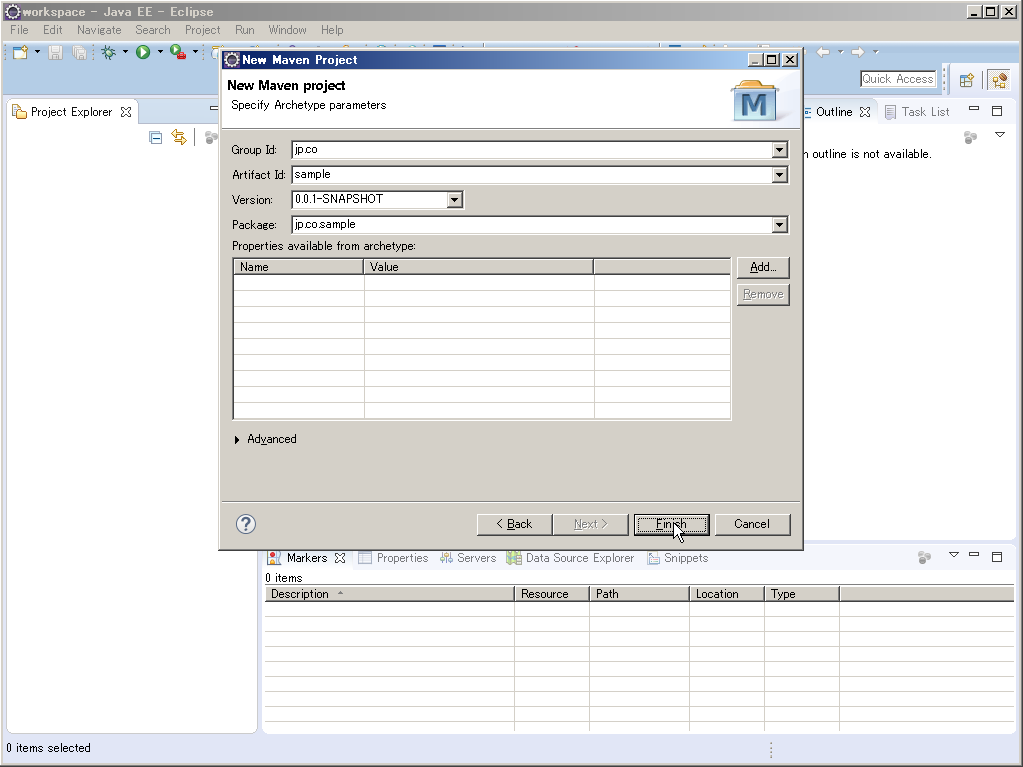 workspace - Java EE - Eclipse
File Edit Navigate Search Project Run Window Help
Quick Access
Project Explorer
Outline Task List
n outline is not available.
New Maven Project
New Maven project
Specify Archetype parameters
M
Group Id: jp.co
Artifact Id: sample
Version: 0.0.1-SNAPSHOT
Package: jp.co.sample
Properties available from archetype:
Name Value
Add...
Remove
Advanced
? < Back Next > Finish Cancel
Markers Properties Servers Data Source Explorer Snippets
0 items
Description Resource Path Location Type
0 items selected